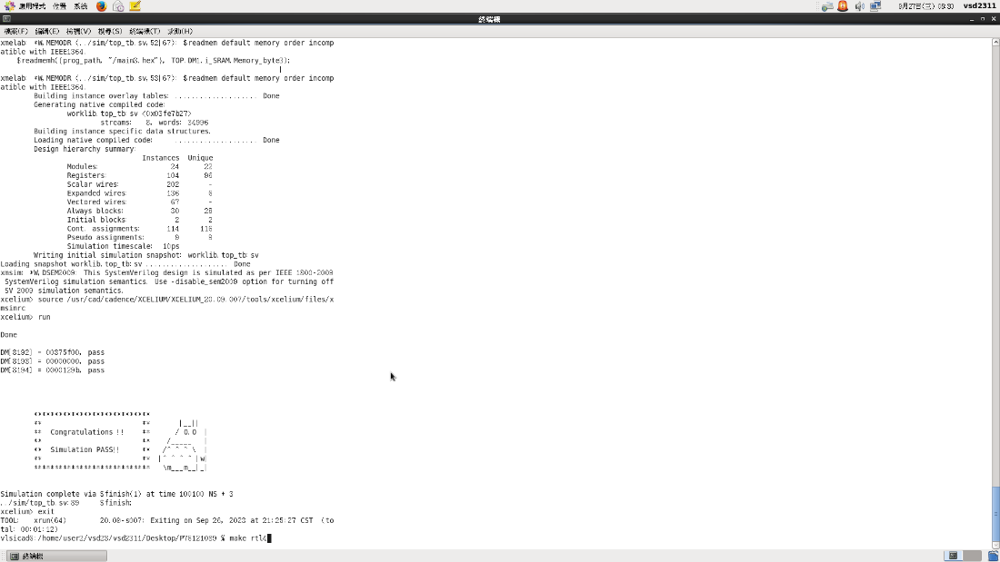 應用程式 位置 系統 9月27日(三) 05:30 vsd2311
終端機
檔案(F) 編輯(E) 檢視(V) 搜尋(S) 終端機(T) 求助(H)
xmelab: *W,MEMODR (../sim/top_tb.sv,52|67): $readmem default memory order incomp
atible with IEEE1364.
$readmemh({prog_path, "/main3.hex"}, TOP.DM1.i_SRAM.Memory_byte3);
|
xmelab: *W,MEMODR (../sim/top_tb.sv,53|67): $readmem default memory order incomp
atible with IEEE1364.
Building instance overlay tables: .................... Done
Generating native compiled code:
worklib.top_tb:sv <0x03fe7b27>
streams: 8, words: 34996
Building instance specific data structures.
Loading native compiled code: .................... Done
Design hierarchy summary:
Instances Unique
Modules: 24 22
Registers: 104 96
Scalar wires: 202 -
Expanded wires: 136 6
Vectored wires: 67 -
Always blocks: 30 28
Initial blocks: 2 2
Cont. assignments: 114 116
Pseudo assignments: 9 9
Simulation timescale: 10ps
Writing initial simulation snapshot: worklib.top_tb:sv
Loading snapshot worklib.top_tb:sv .................... Done
xmsim: *W,DSEM2009: This SystemVerilog design is simulated as per IEEE 1800-2009
SystemVerilog simulation semantics. Use -disable_sem2009 option for turning off
SV 2009 simulation semantics.
xcelium> source /usr/cad/cadence/XCELIUM/XCELIUM_20.09.007/tools/xcelium/files/x
msimrc
xcelium> run
Done
DM[8192] = 00375f00, pass
DM[8193] = 00000000, pass
DM[8194] = 0000129b, pass
****************************
** ** |__||
** Congratulations !! ** / O.O |
** ** /_____ |
** Simulation PASS!! ** /^ ^ ^ \ |
** ** |^ ^ ^ ^ |w|
**************************** \m___m__|_|
Simulation complete via $finish(1) at time 100100 NS + 3
../sim/top_tb.sv:89 $finish;
xcelium> exit
TOOL: xrun(64) 20.09-s007: Exiting on Sep 26, 2023 at 21:25:27 CST (to
tal: 00:01:12)
vlsicad6:/home/user2/vsd23/vsd2311/Desktop/P76121089 % make rtl4
終端機